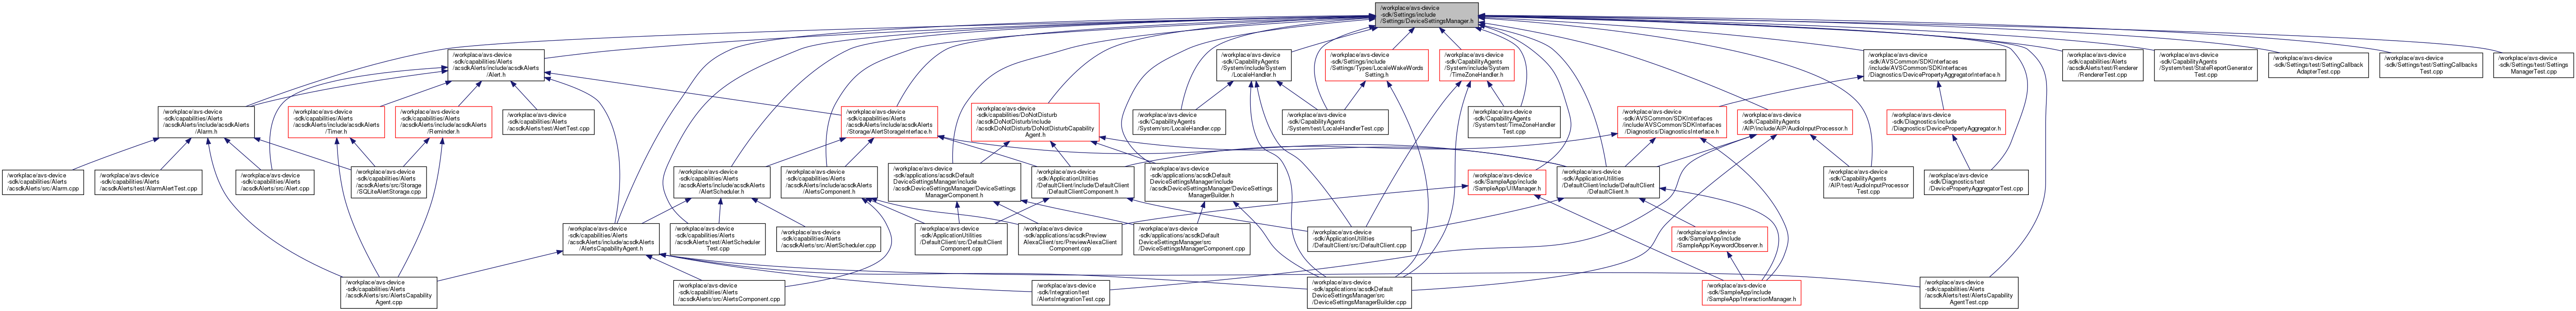 /workplace/avs-device
-sdk/Settings/include
/Settings/DeviceSettingsManager.h
/workplace/avs-device
-sdk/capabilities/Alerts
/acsdkAlerts/include/acsdkAlerts
/Alert.h
/workplace/avs-device
-sdk/CapabilityAgents
/System/include/System
/LocaleHandler.h
/workplace/avs-device
-sdk/Settings/include
/Settings/Types/LocaleWakeWords
Setting.h
/workplace/avs-device
-sdk/CapabilityAgents
/System/include/System
/TimeZoneHandler.h
/workplace/avs-device
-sdk/AVSCommon/SDKInterfaces
/include/AVSCommon/SDKInterfaces
/Diagnostics/DevicePropertyAggregatorInterface.h
/workplace/avs-device
-sdk/capabilities/Alerts
/acsdkAlerts/test/Renderer
/RendererTest.cpp
/workplace/avs-device
-sdk/CapabilityAgents
/System/test/StateReportGenerator
Test.cpp
/workplace/avs-device
-sdk/Settings/test/SettingCallback
AdapterTest.cpp
/workplace/avs-device
-sdk/Settings/test/SettingCallbacks
Test.cpp
/workplace/avs-device
-sdk/Settings/test/Settings
ManagerTest.cpp
/workplace/avs-device
-sdk/capabilities/Alerts
/acsdkAlerts/include/acsdkAlerts
/Alarm.h
/workplace/avs-device
-sdk/capabilities/Alerts
/acsdkAlerts/include/acsdkAlerts
/Timer.h
/workplace/avs-device
-sdk/capabilities/Alerts
/acsdkAlerts/include/acsdkAlerts
/Reminder.h
/workplace/avs-device
-sdk/capabilities/Alerts
/acsdkAlerts/test/AlertTest.cpp
/workplace/avs-device
-sdk/capabilities/Alerts
/acsdkAlerts/include/acsdkAlerts
/Storage/AlertStorageInterface.h
/workplace/avs-device
-sdk/capabilities/DoNotDisturb
/acsdkDoNotDisturb/include
/acsdkDoNotDisturb/DoNotDisturbCapability
Agent.h
/workplace/avs-device
-sdk/CapabilityAgents
/System/src/LocaleHandler.cpp
/workplace/avs-device
-sdk/CapabilityAgents
/System/test/LocaleHandlerTest.cpp
/workplace/avs-device
-sdk/CapabilityAgents
/System/test/TimeZoneHandler
Test.cpp
/workplace/avs-device
-sdk/AVSCommon/SDKInterfaces
/include/AVSCommon/SDKInterfaces
/Diagnostics/DiagnosticsInterface.h
/workplace/avs-device
-sdk/CapabilityAgents
/AIP/include/AIP/AudioInputProcessor.h
/workplace/avs-device
-sdk/Diagnostics/include
/Diagnostics/DevicePropertyAggregator.h
/workplace/avs-device
-sdk/capabilities/Alerts
/acsdkAlerts/src/Alarm.cpp
/workplace/avs-device
-sdk/capabilities/Alerts
/acsdkAlerts/test/AlarmAlertTest.cpp
/workplace/avs-device
-sdk/capabilities/Alerts
/acsdkAlerts/src/Alert.cpp
/workplace/avs-device
-sdk/capabilities/Alerts
/acsdkAlerts/src/Storage
/SQLiteAlertStorage.cpp
/workplace/avs-device
-sdk/capabilities/Alerts
/acsdkAlerts/include/acsdkAlerts
/AlertScheduler.h
/workplace/avs-device
-sdk/capabilities/Alerts
/acsdkAlerts/include/acsdkAlerts
/AlertsComponent.h
/workplace/avs-device
-sdk/applications/acsdkDefault
DeviceSettingsManager/include
/acsdkDeviceSettingsManager/DeviceSettings
ManagerComponent.h
/workplace/avs-device
-sdk/ApplicationUtilities
/DefaultClient/include/DefaultClient
/DefaultClientComponent.h
/workplace/avs-device
-sdk/applications/acsdkDefault
DeviceSettingsManager/include
/acsdkDeviceSettingsManager/DeviceSettings
ManagerBuilder.h
/workplace/avs-device
-sdk/SampleApp/include
/SampleApp/UIManager.h
/workplace/avs-device
-sdk/ApplicationUtilities
/DefaultClient/include/DefaultClient
/DefaultClient.h
/workplace/avs-device
-sdk/CapabilityAgents
/AIP/test/AudioInputProcessor
Test.cpp
/workplace/avs-device
-sdk/Diagnostics/test
/DevicePropertyAggregatorTest.cpp
/workplace/avs-device
-sdk/capabilities/Alerts
/acsdkAlerts/include/acsdkAlerts
/AlertsCapabilityAgent.h
/workplace/avs-device
-sdk/capabilities/Alerts
/acsdkAlerts/test/AlertScheduler
Test.cpp
/workplace/avs-device
-sdk/capabilities/Alerts
/acsdkAlerts/src/AlertScheduler.cpp
/workplace/avs-device
-sdk/ApplicationUtilities
/DefaultClient/src/DefaultClient
Component.cpp
/workplace/avs-device
-sdk/applications/acsdkPreview
AlexaClient/src/PreviewAlexaClient
Component.cpp
/workplace/avs-device
-sdk/applications/acsdkDefault
DeviceSettingsManager/src
/DeviceSettingsManagerComponent.cpp
/workplace/avs-device
-sdk/ApplicationUtilities
/DefaultClient/src/DefaultClient.cpp
/workplace/avs-device
-sdk/SampleApp/include
/SampleApp/KeywordObserver.h
/workplace/avs-device
-sdk/capabilities/Alerts
/acsdkAlerts/src/AlertsCapability
Agent.cpp
/workplace/avs-device
-sdk/capabilities/Alerts
/acsdkAlerts/src/AlertsComponent.cpp
/workplace/avs-device
-sdk/Integration/test
/AlertsIntegrationTest.cpp
/workplace/avs-device
-sdk/applications/acsdkDefault
DeviceSettingsManager/src
/DeviceSettingsManagerBuilder.cpp
/workplace/avs-device
-sdk/SampleApp/include
/SampleApp/InteractionManager.h
/workplace/avs-device
-sdk/capabilities/Alerts
/acsdkAlerts/test/AlertsCapability
AgentTest.cpp